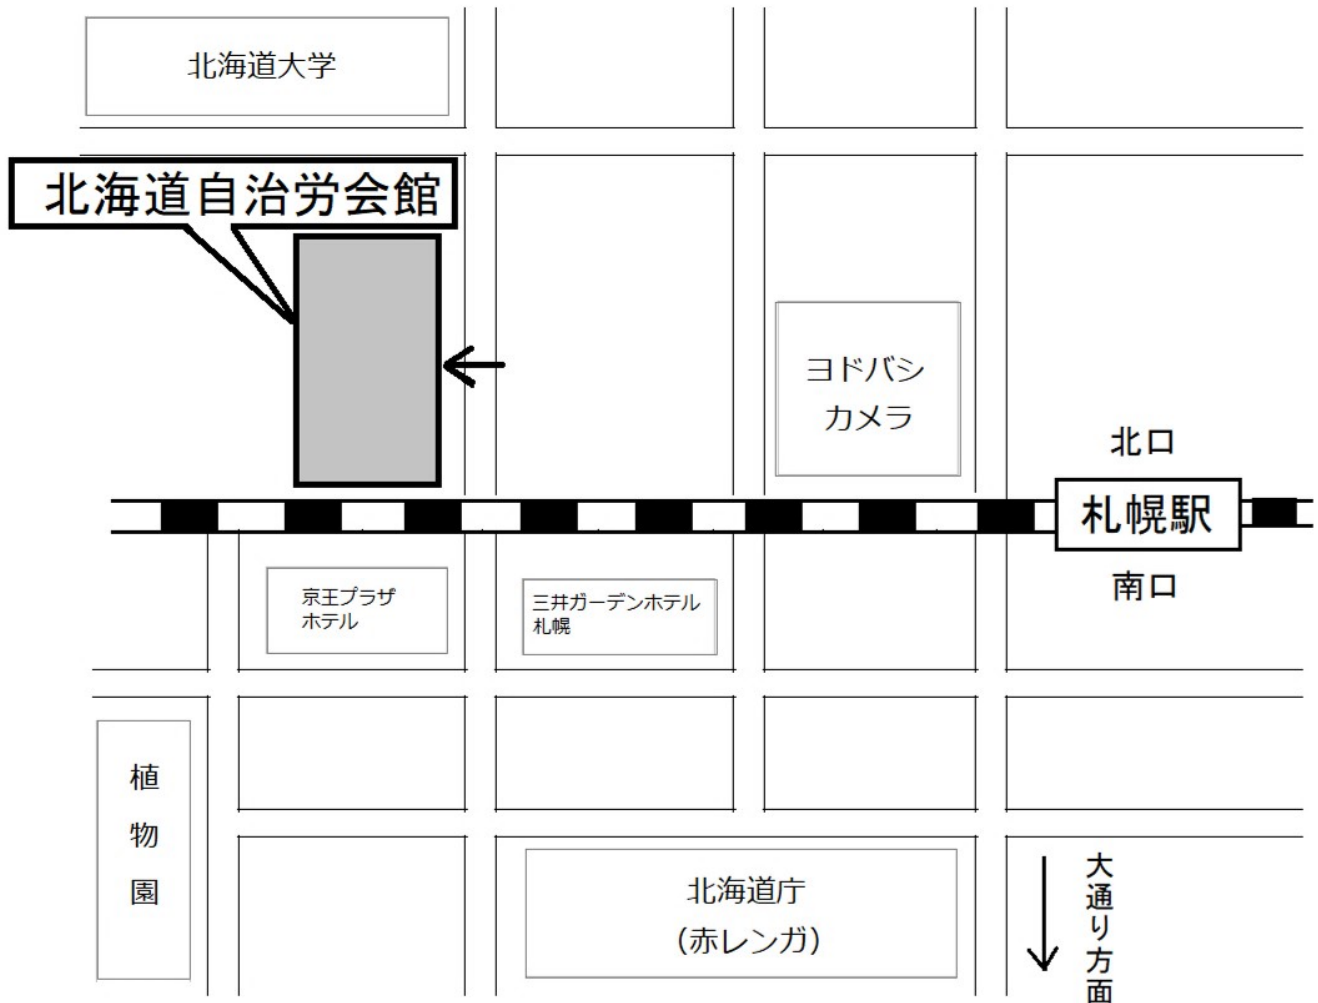 北海道大学
北海道自治労会館
ヨドバシ
カメラ
北口
札幌駅
南口
京王プラザ
ホテル
三井ガーデンホテル
札幌
植物園
北海道庁
(赤レンガ)
大通り方面